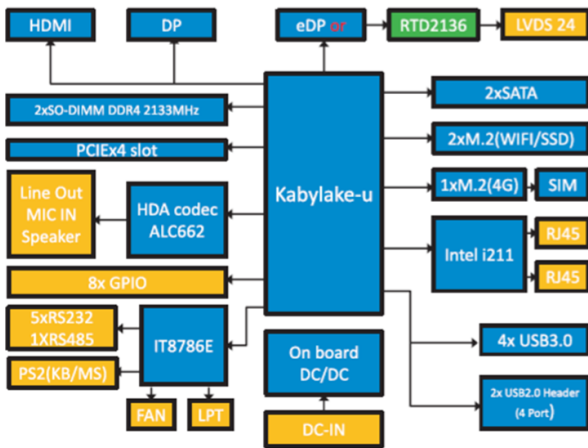 HDMI
DP
eDP or
RTD2136
LVDS 24
2xSO-DIMM DDR4 2133MHz
PCIEx4 slot
Line Out
MIC IN
Speaker
HDA codec
ALC662
8x GPIO
5xRS232
1XRS485
PS2(KB/MS)
IT8786E
FAN
LPT
Kabylake-u
On board
DC/DC
DC-IN
2xSATA
2xM.2(WIFI/SSD)
1xM.2(4G)
SIM
Intel i211
RJ45
RJ45
4x USB3.0
2x USB2.0 Header
(4 Port)